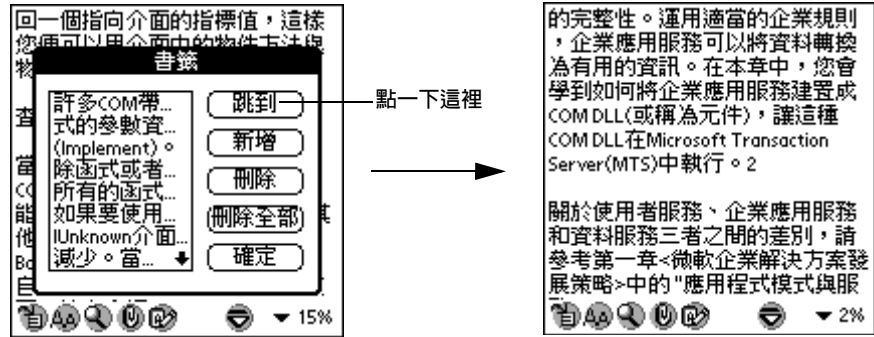 回一個指向介面的指標值，這樣
您便可以用介面中的物件方法與
物
書籤
許多COM帶...
式的參數資...
(Implement)。
除函式或者...
所有的函式...
如果要使用...
IUnknown介面...
減少。當...
跳到
新增
刪除
刪除全部
確定
查
當
CO
能
他
Bo
自
其
15%
點一下這裡
的完整性。運用適當的企業規則
，企業應用服務可以將資料轉換
為有用的資訊。在本章中，您會
學到如何將企業應用服務建置成
COM DLL(或稱為元件)，讓這種
COM DLL在Microsoft Transaction
Server(MTS)中執行。2
關於使用者服務、企業應用服務
和資料服務三者之間的差別，請
參考第一章<微軟企業解決方案發
展策略>中的"應用程式模式與服
2%